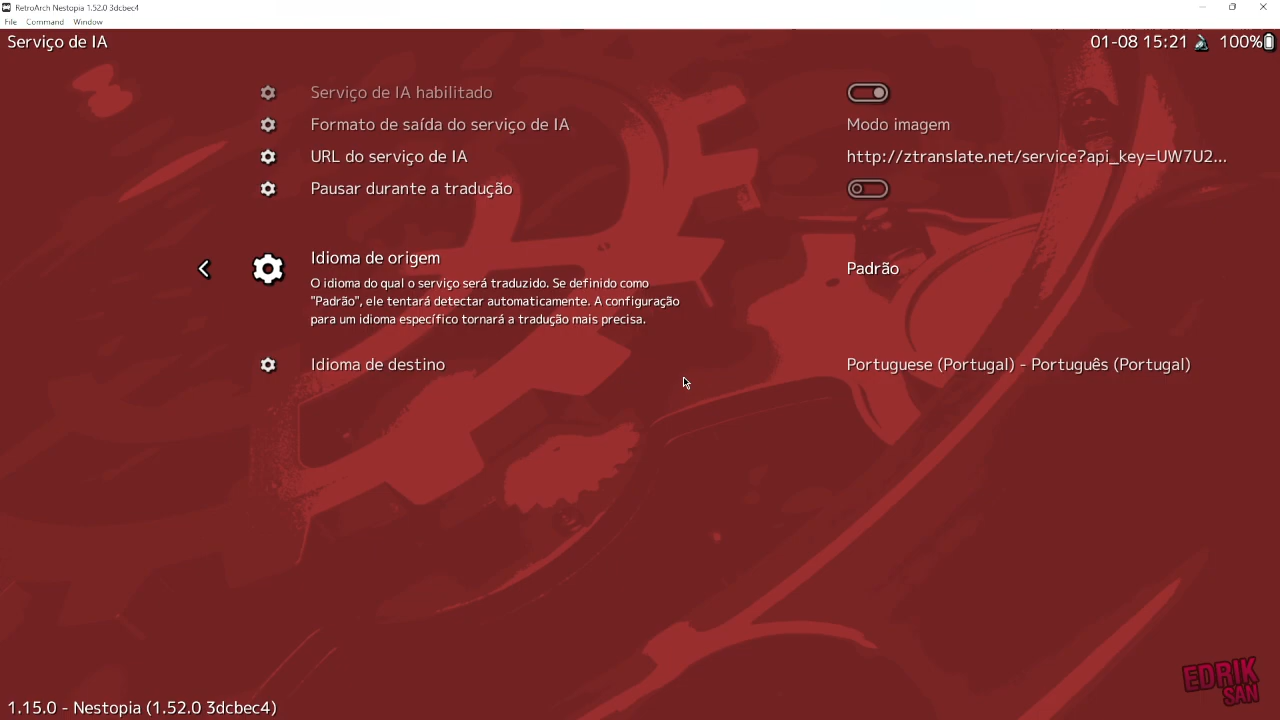 RetroArch Nestopia 1.52.0 3dcbec4
File Command Window
Serviço de IA
01-08 15:21 100%
Serviço de IA habilitado
Formato de saída do serviço de IA Modo imagem
URL do serviço de IA http://ztranslate.net/service?api_key=UW7U2...
Pausar durante a tradução
Idioma de origem
Padrão
O idioma do qual o serviço será traduzido. Se definido como
"Padrão", ele tentará detectar automaticamente. A configuração
para um idioma específico tornará a tradução mais precisa.
Idioma de destino Portuguese (Portugal) - Português (Portugal)
EDRIK
SAN
1.15.0 - Nestopia (1.52.0 3dcbec4)